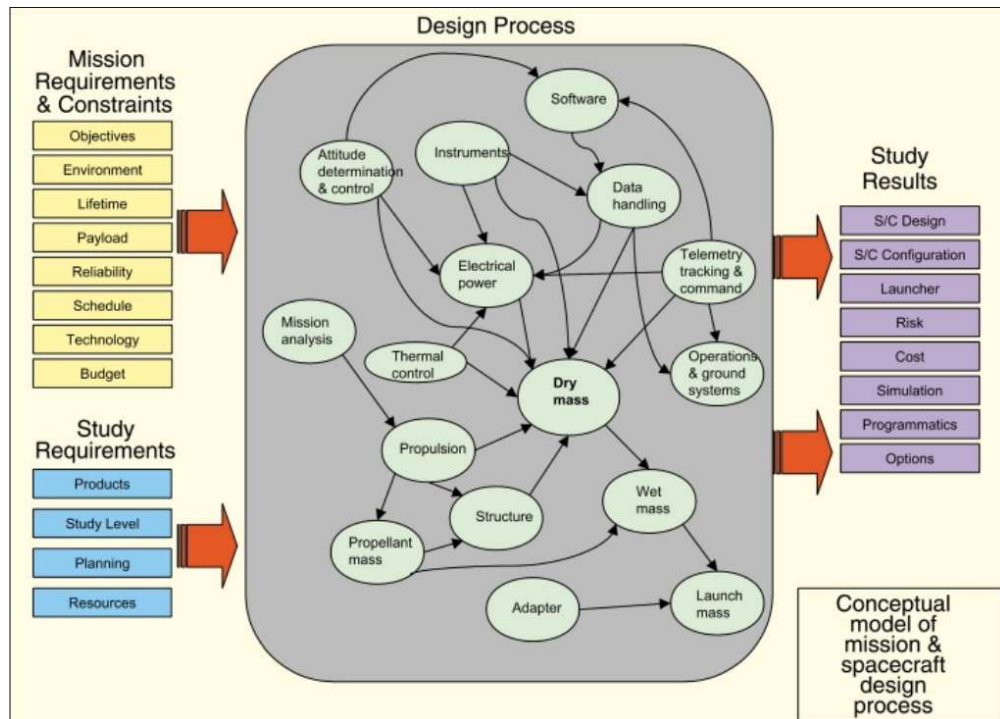 Design Process
Mission
Requirements
& Constraints
Objectives
Environment
Lifetime
Payload
Reliability
Schedule
Technology
Budget
Study
Requirements
Products
Study Level
Planning
Resources
Software
Attitude
determination
& control
Instruments
Data
handling
Electrical
power
Telemetry
tracking &
command
Mission
analysis
Thermal
control
Dry
mass
Operations
& ground
systems
Propulsion
Structure
Wet
mass
Propellant
mass
Adapter
Launch
mass
Study
Results
S/C Design
S/C Configuration
Launcher
Risk
Cost
Simulation
Programmatics
Options
Conceptual
model of
mission &
spacecraft
design
process